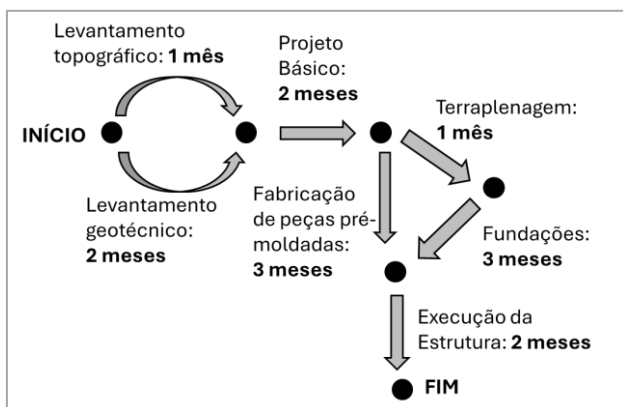 Levantamento
topográfico: 1 mês
Projeto
Básico:
2 meses
Terraplenagem:
1 mês
INÍCIO
Levantamento
geotécnico:
2 meses
Fabricação
de peças pré-
moldadas:
3 meses
Fundações:
3 meses
Execução da
Estrutura: 2 meses
FIM